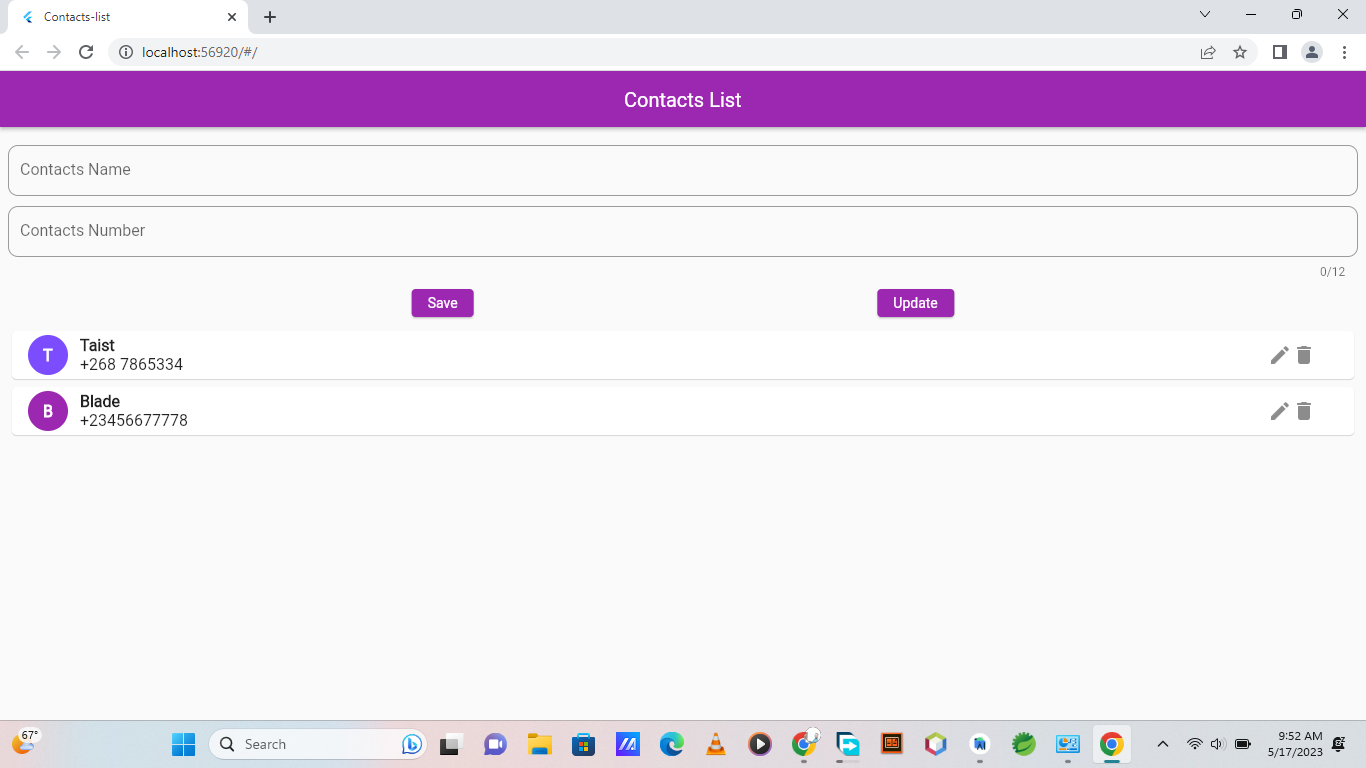 Contacts-list
localhost:56920/#/
Contacts List
Contacts Name
Contacts Number
0/12
Save
Update
T
Taist
+268 7865334
B
Blade
+23456677778
67°
Search
9:52 AM
5/17/2023